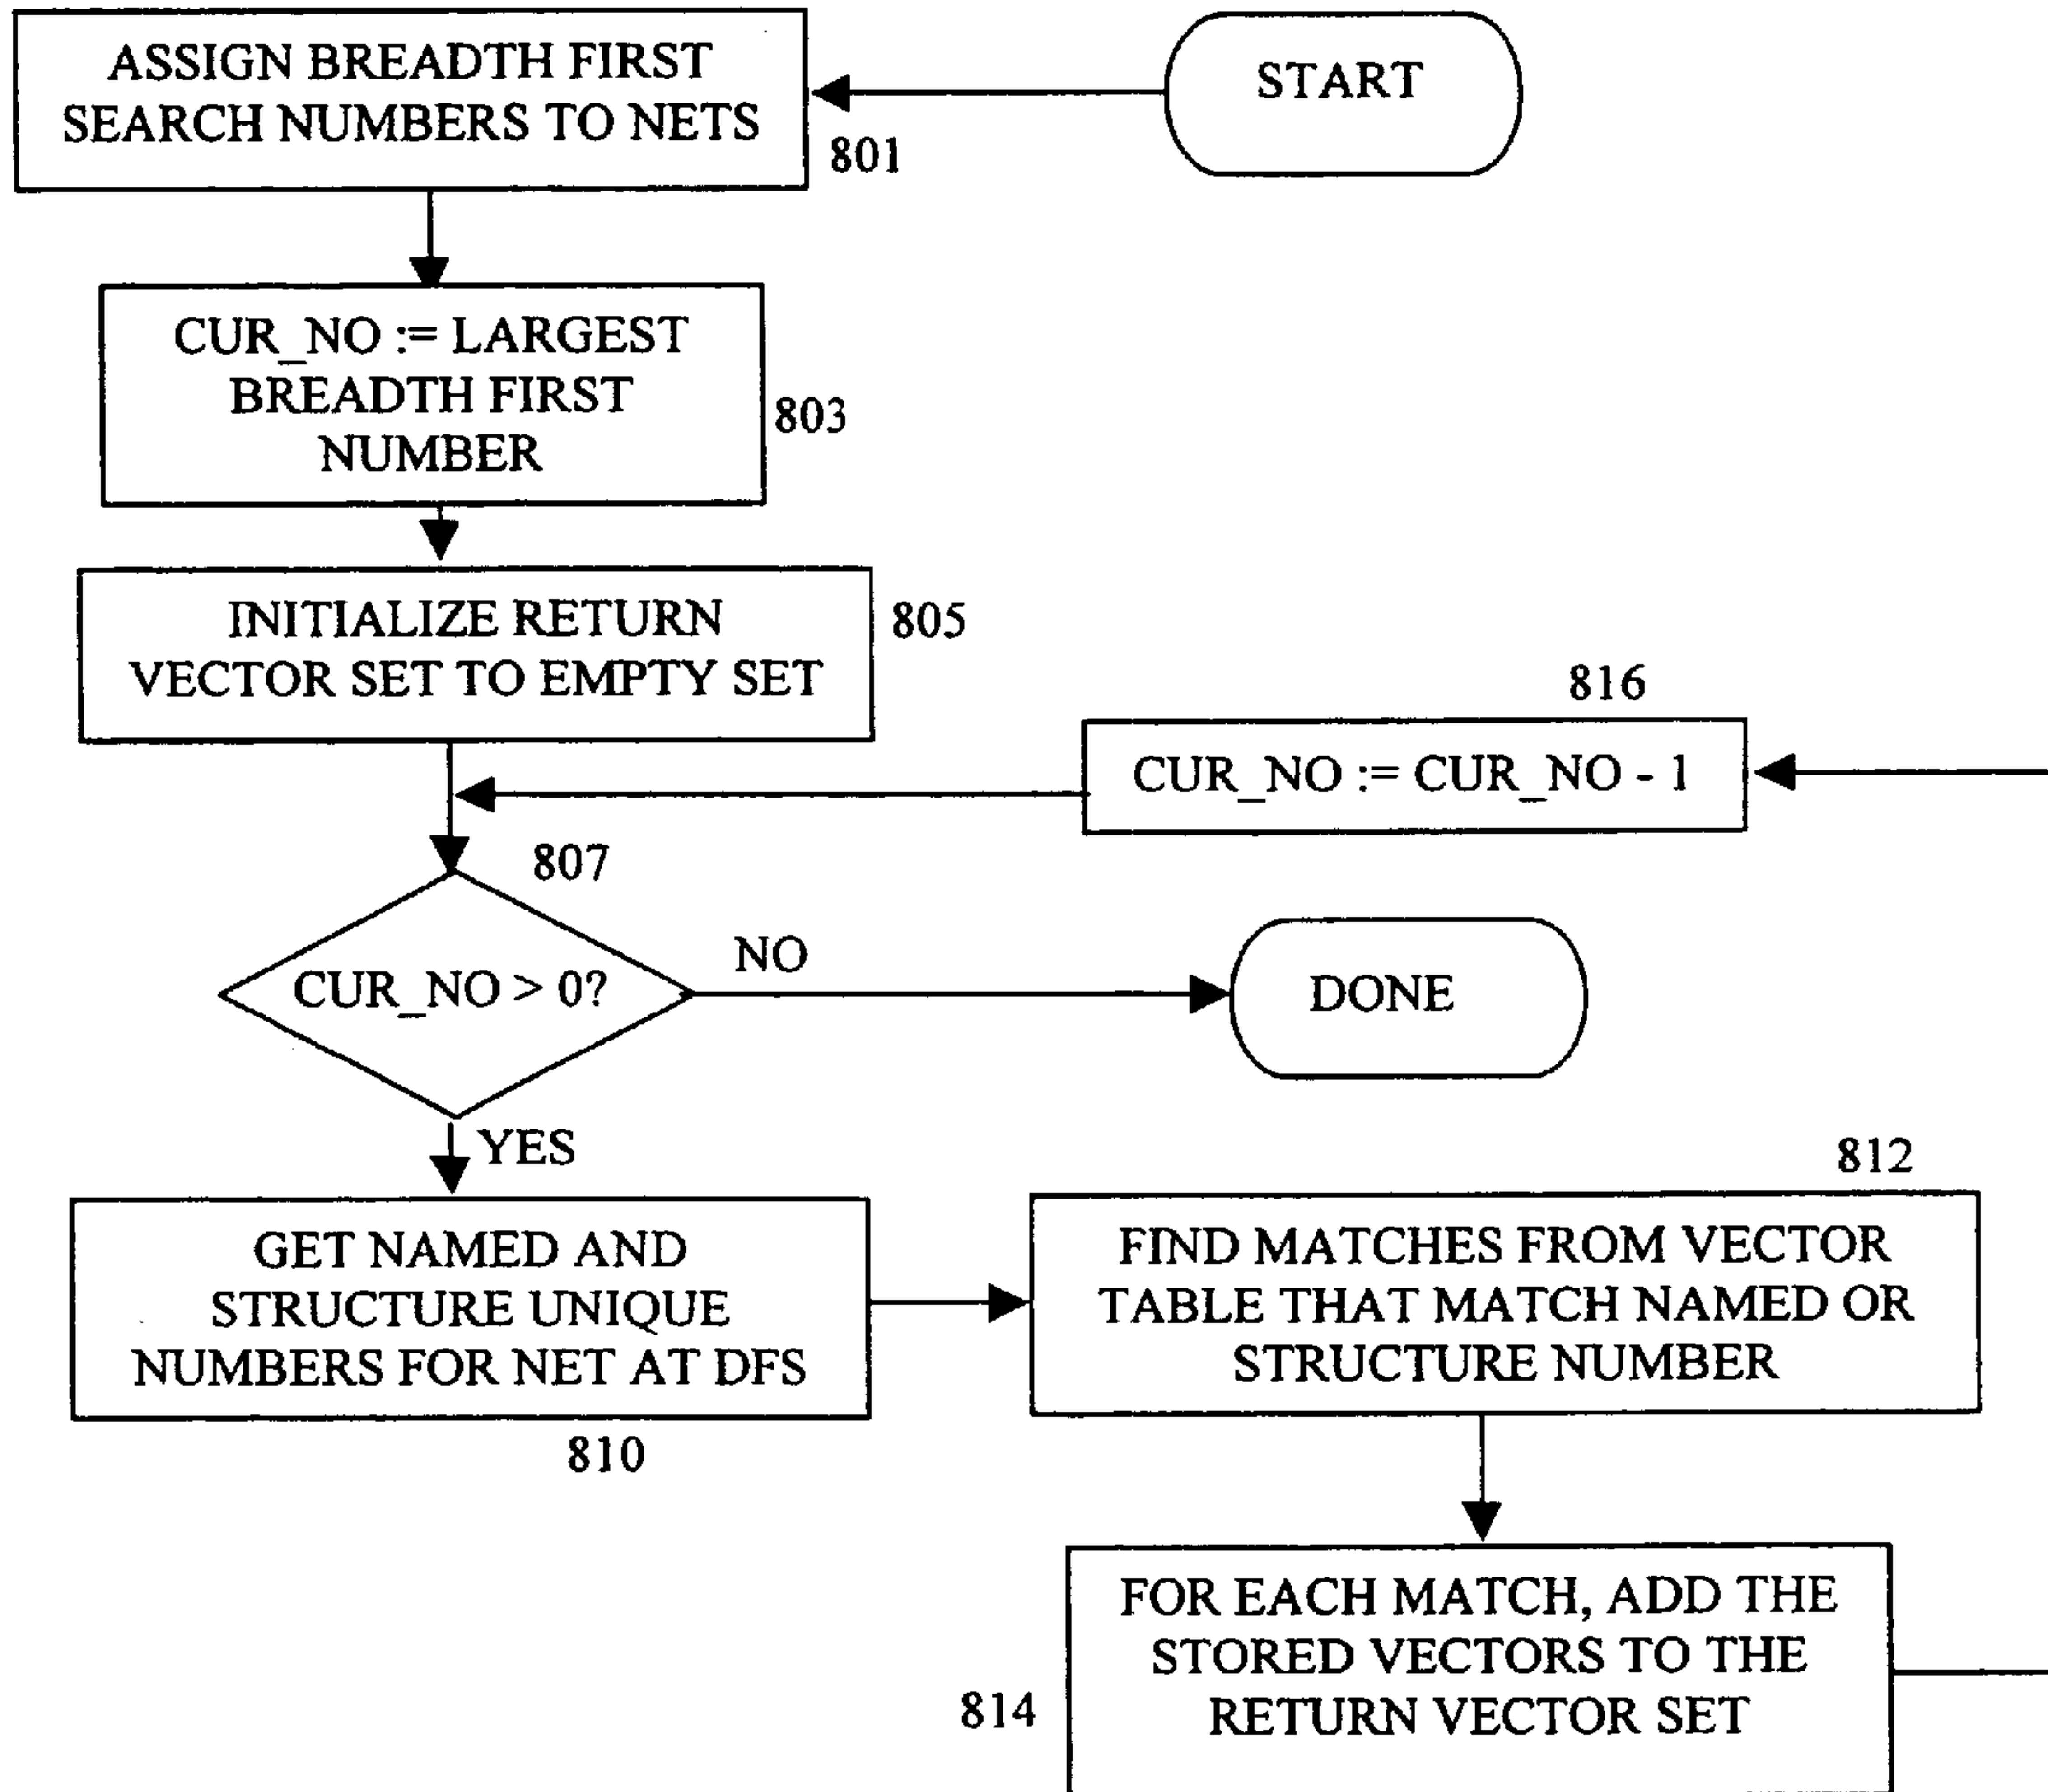 START
ASSIGN BREADTH FIRST
SEARCH NUMBERS TO NETS
801
CUR_NO := LARGEST
BREADTH FIRST
NUMBER
803
INITIALIZE RETURN
VECTOR SET TO EMPTY SET
805
816
CUR_NO := CUR_NO - 1
807
CUR_NO > 0?
NO
DONE
YES
GET NAMED AND
STRUCTURE UNIQUE
NUMBERS FOR NET AT DFS
810
812
FIND MATCHES FROM VECTOR
TABLE THAT MATCH NAMED OR
STRUCTURE NUMBER
FOR EACH MATCH, ADD THE
STORED VECTORS TO THE
RETURN VECTOR SET
814